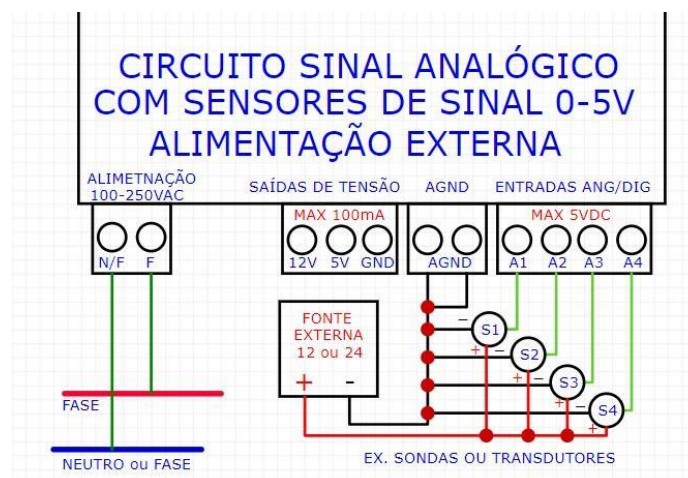 CIRCUITO SINAL ANALÓGICO
COM SENSORES DE SINAL 0-5V
ALIMENTAÇÃO EXTERNA
ALIMETNAÇÃO
100-250VAC
SAÍDAS DE TENSÃO
AGND
ENTRADAS ANG/DIG
MAX 100mA
MAX 5VDC
N/F
F
12V
5V
GND
AGND
A1
A2
A3
A4
FONTE
EXTERNA
12 ou 24
+
-
−
S1
+
−
S2
+
−
S3
+
−
S4
+
FASE
NEUTRO ou FASE
EX. SONDAS OU TRANSDUTORES